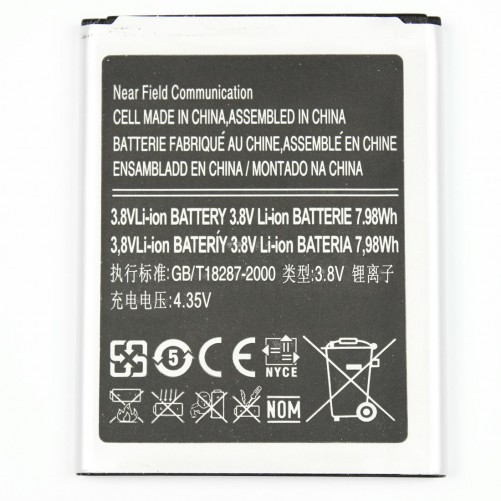 Near Field Communication
CELL MADE IN CHINA,ASSEMBLED IN CHINA
BATTERIE FABRIQUÉ AU CHINE,ASSEMBLÉ EN CHINE
ENSAMBLADD EN CHINA / MONTADO NA CHINA
3.8VLi-ion BATTERY 3.8V Li-ion BATTERIE 7.98Wh
3,8VLi-ion BATERÍY 3.8V Li-ion BATERIA 7,98Wh
执行标准:GB/T18287-2000 类型:3.8V 锂离子
充电电压:4.35V
5 CE NYCE
NOM